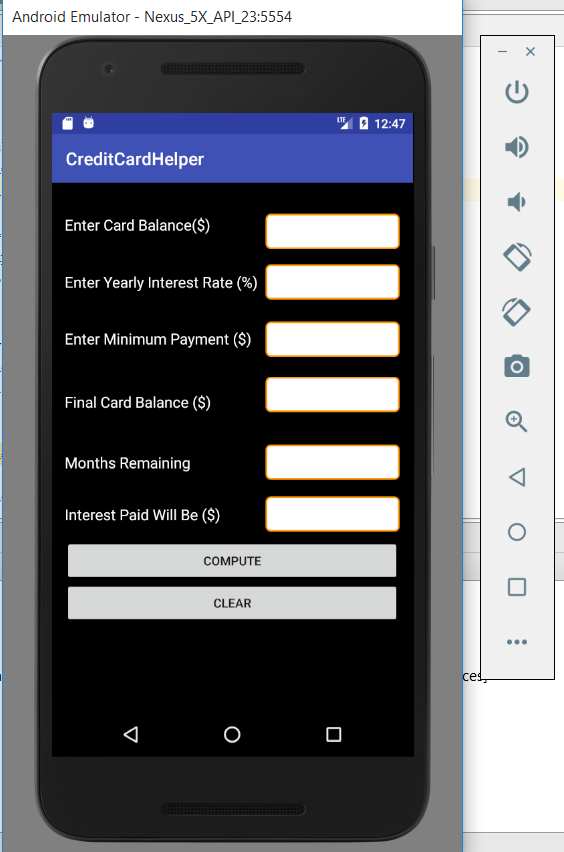 Android Emulator - Nexus_5X_API_23:5554
LTE 12:47
CreditCardHelper
Enter Card Balance($)
Enter Yearly Interest Rate (%)
Enter Minimum Payment ($)
Final Card Balance ($)
Months Remaining
Interest Paid Will Be ($)
COMPUTE
CLEAR
ces]